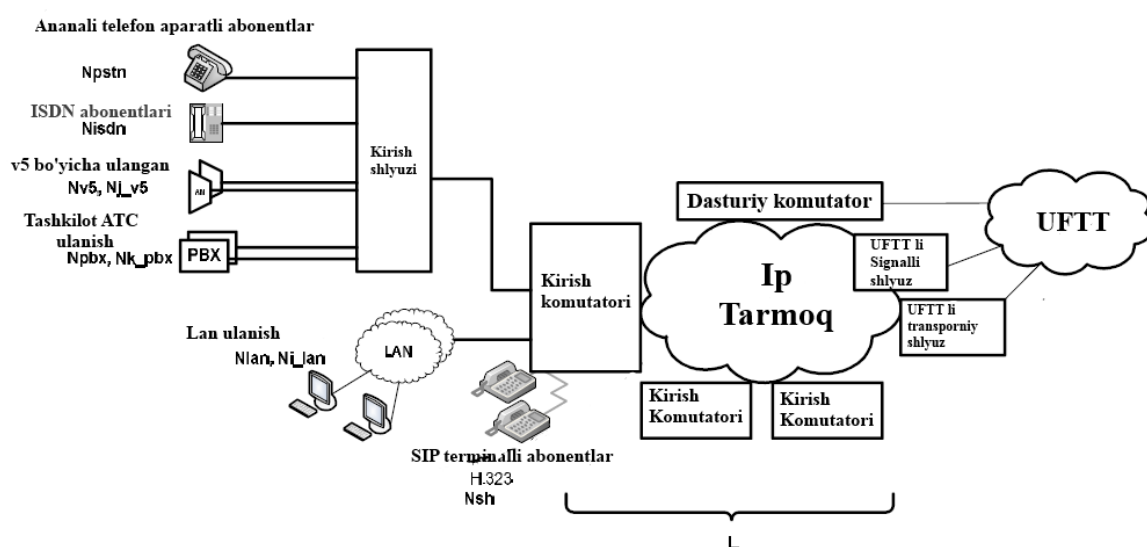 Ananali telefon aparatli abonentlar
Npstn
ISDN abonentlari
Nisdn
v5 bo'yicha ulangan
Nv5, Nj_v5
AN
Tashkilot ATC
ulanish
Npbx, Nk_pbx
PBX
Kirish
shlyuzi
Lan ulanish
Nlan, Ni_lan
LAN
Kirish
komutatori
SIP terminalli abonentlar
H.323
Nsh
Dasturiy komutator
Ip
Tarmoq
UFTT li
Signalli
shlyuz
UFTT li
transporniy
shlyuz
UFTT
Kirish
Komutatori
Kirish
Komutatori
L